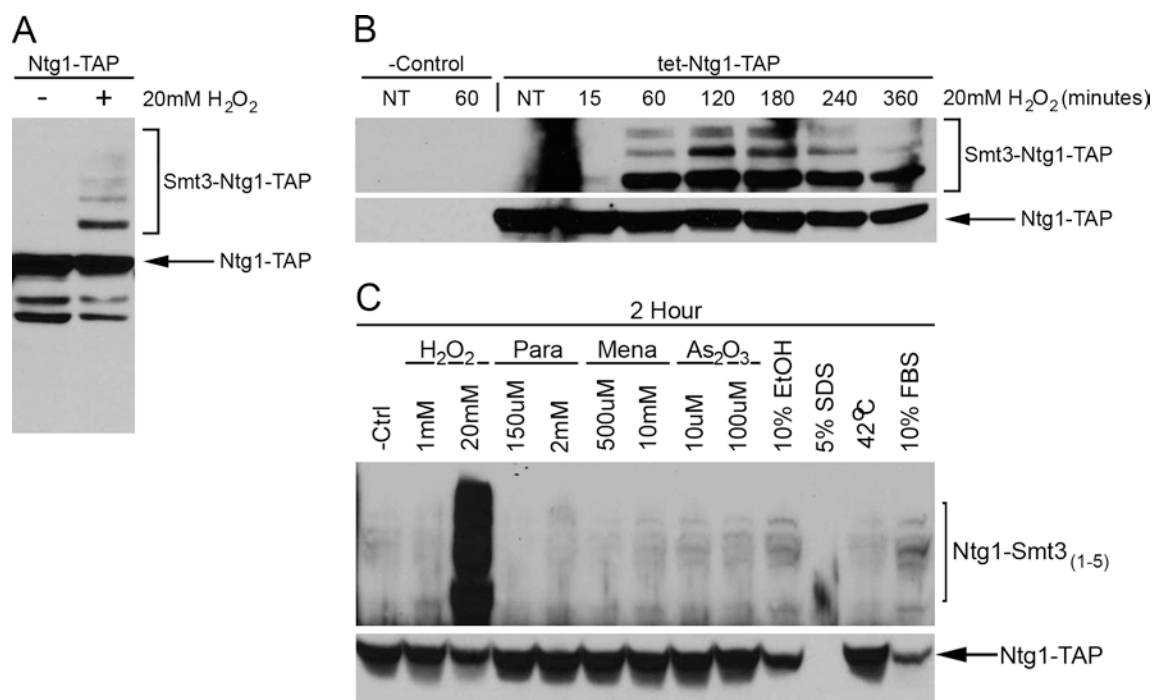 A
Ntg1-TAP
- + 20mM H₂O₂
Smt3-Ntg1-TAP
Ntg1-TAP
B
-Control tet-Ntg1-TAP
NT 60 NT 15 60 120 180 240 360 20mM H₂O₂ (minutes)
Smt3-Ntg1-TAP
Ntg1-TAP
C
2 Hour
H₂O₂ Para Mena As₂O₃
-Ctrl 1mM 20mM 150uM 2mM 500uM 10mM 10uM 100uM 10% EtOH 5% SDS 42°C 10% FBS
Ntg1-Smt3(1-5)
Ntg1-TAP